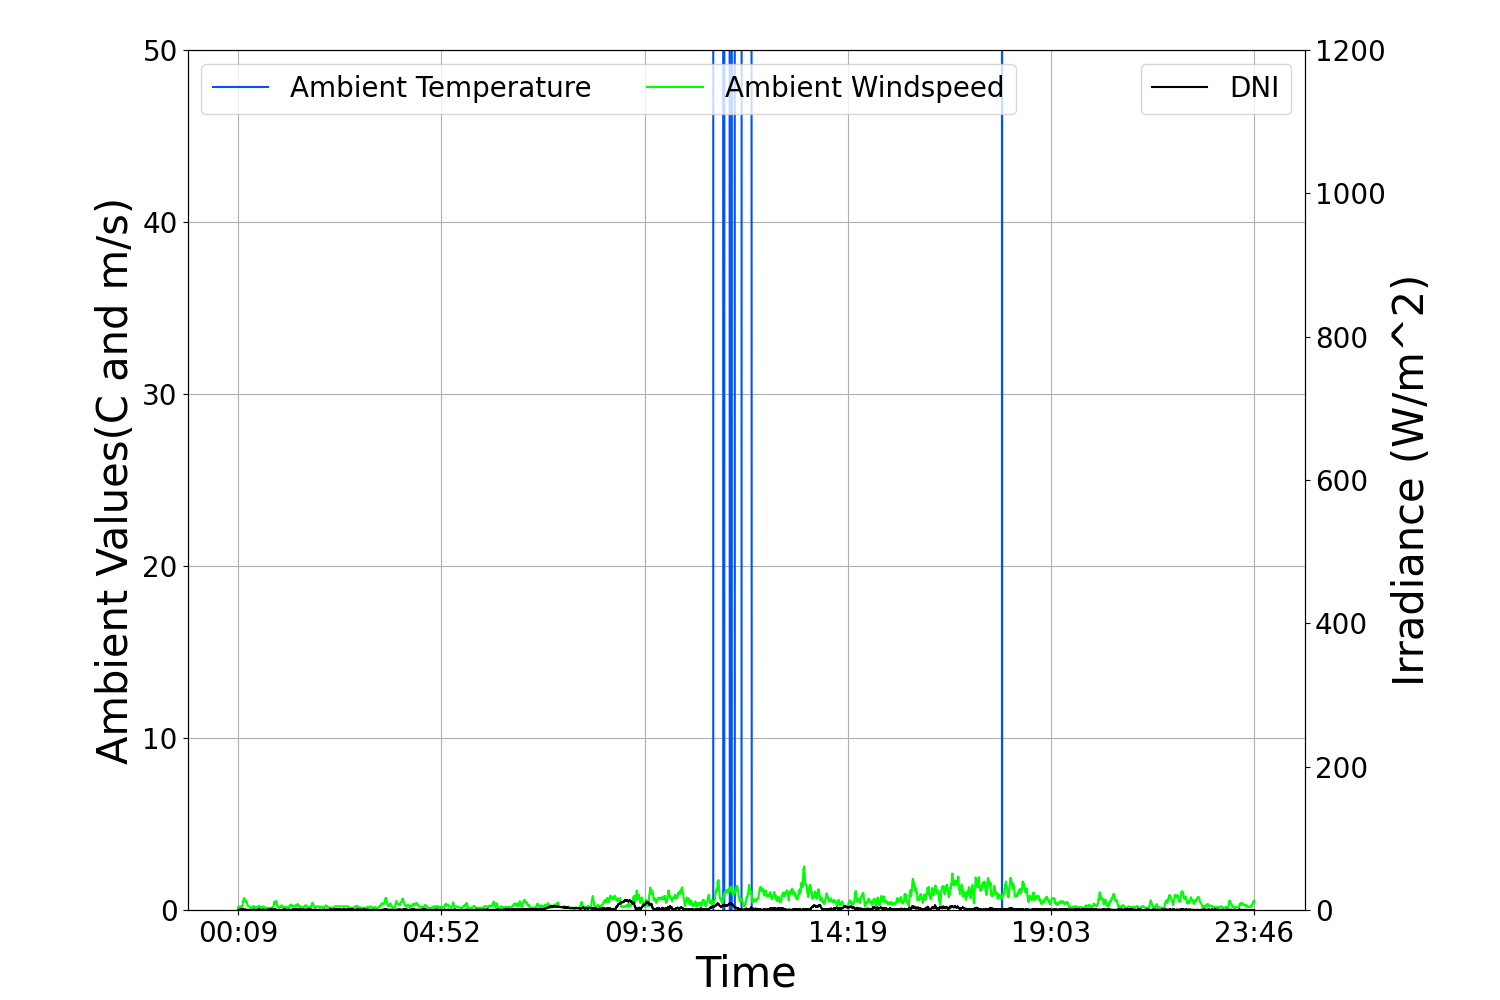 Ambient Temperature
Ambient Windspeed
DNI
Ambient Values(C and m/s)
50
40
30
20
10
0
1200
1000
800
600
400
200
0
Irradiance (W/m^2)
00:09 04:52 09:36 14:19 19:03 23:46
Time